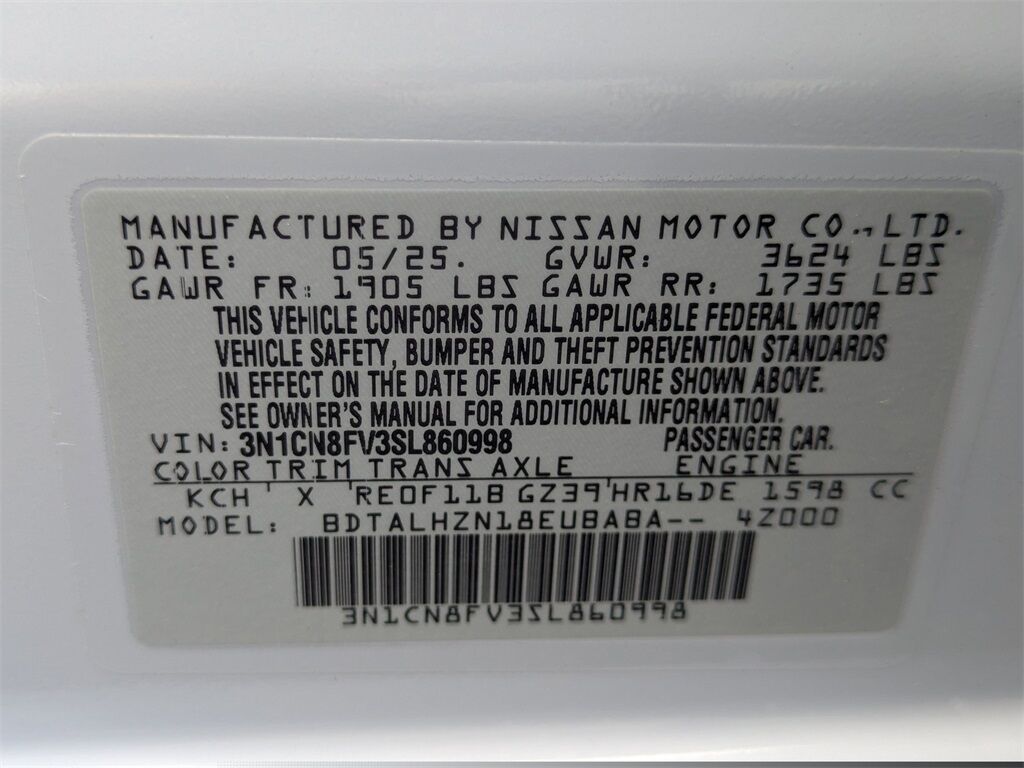 MANUFACTURED BY NISSAN MOTOR CO., LTD.
DATE: 05/25. GVWR: 3624 LBS
GAWR FR: 1905 LBS GAWR RR: 1735 LBS
THIS VEHICLE CONFORMS TO ALL APPLICABLE FEDERAL MOTOR
VEHICLE SAFETY, BUMPER AND THEFT PREVENTION STANDARDS
IN EFFECT ON THE DATE OF MANUFACTURE SHOWN ABOVE.
SEE OWNER'S MANUAL FOR ADDITIONAL INFORMATION.
VIN: 3N1CN8FV3SL860998 PASSENGER CAR.
COLOR TRIM TRANS AXLE ENGINE
KCH X RE0F11B GZ39 HR16DE 1598 CC
MODEL: BDTALHZN18EUBABA-- 4Z000
3N1CN8FV3SL860998